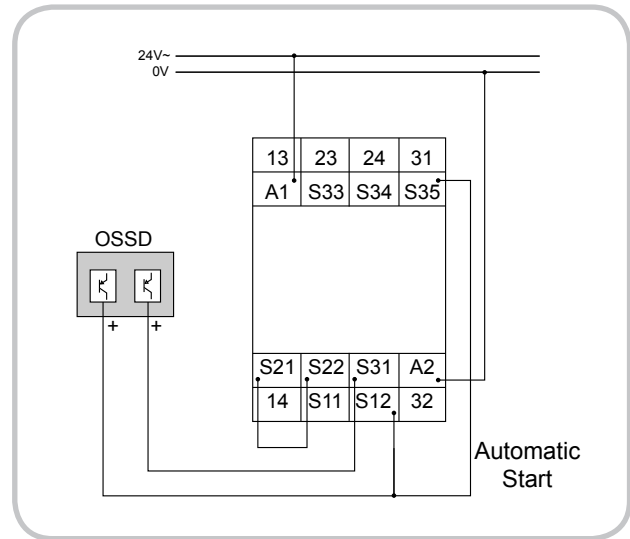 24V~
0V
13 23 24 31
A1 S33 S34 S35
OSSD
+ +
S21 S22 S31 A2
14 S11 S12 32
Automatic
Start